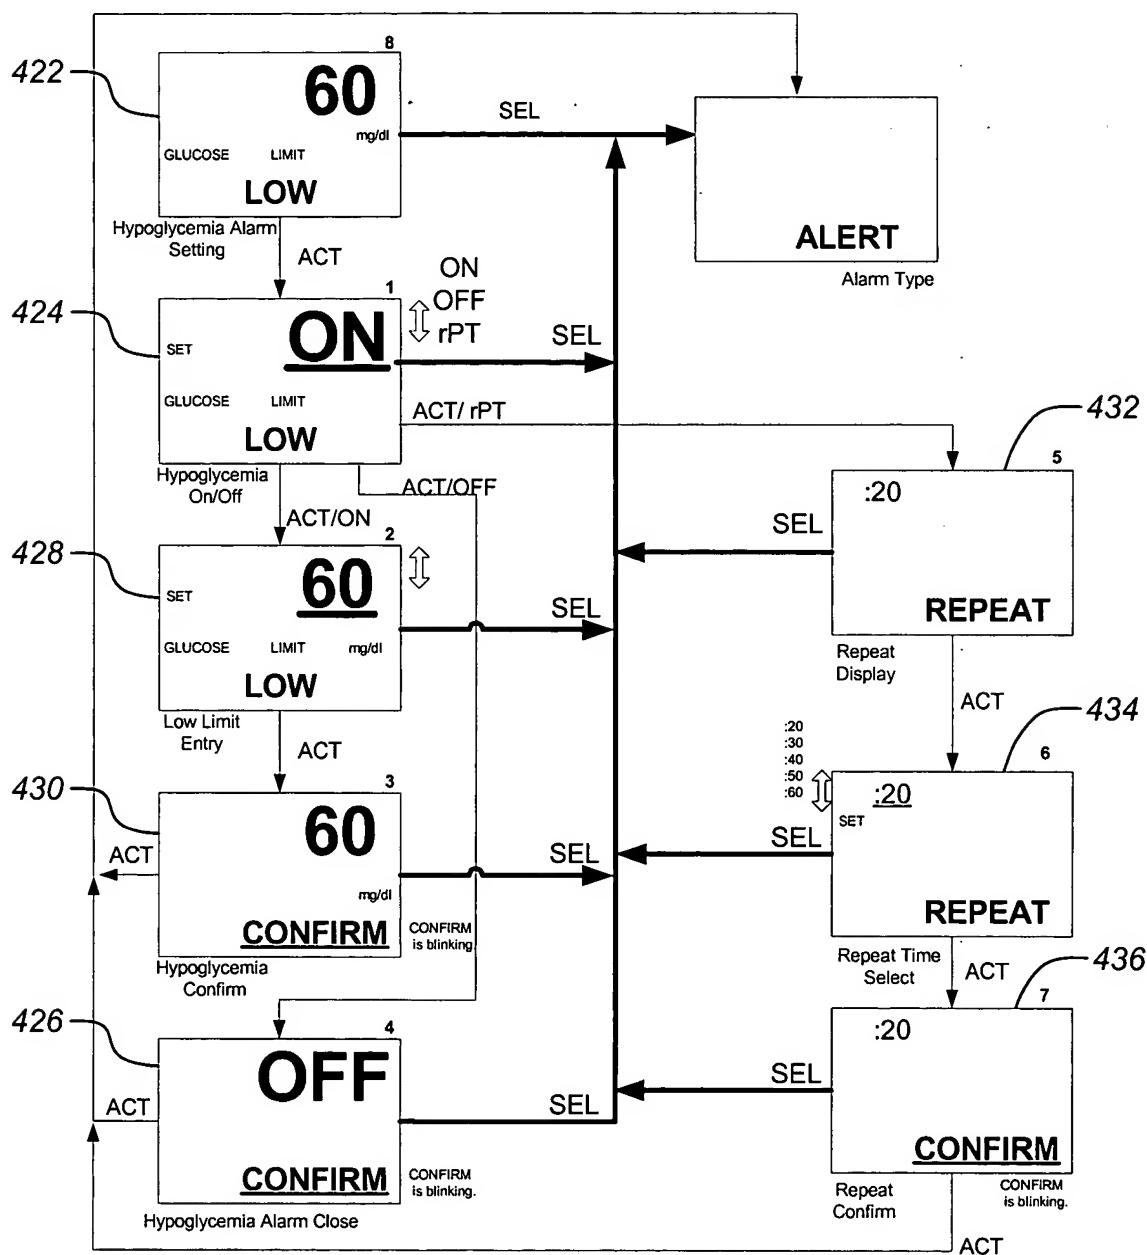 8
422
60
mg/dl
GLUCOSE LIMIT
LOW
Hypoglycemia Alarm
Setting
SEL
ALERT
Alarm Type
ACT
424
1
SET
ON
GLUCOSE LIMIT
LOW
Hypoglycemia
On/Off
ON
OFF
rPT
SEL
ACT/ rPT
ACT/OFF
ACT/ON
432
5
:20
REPEAT
Repeat
Display
SEL
ACT
428
2
60
SET
GLUCOSE LIMIT mg/dl
LOW
Low Limit
Entry
SEL
ACT
434
6
:20
:30
:40
:50
:60
:20
SET
REPEAT
Repeat Time
Select
SEL
ACT
430
3
60
mg/dl
CONFIRM
CONFIRM
is blinking.
Hypoglycemia
Confirm
ACT
SEL
436
7
:20
CONFIRM
CONFIRM
is blinking.
Repeat
Confirm
SEL
ACT
426
4
OFF
CONFIRM
CONFIRM
is blinking.
Hypoglycemia Alarm Close
ACT
SEL